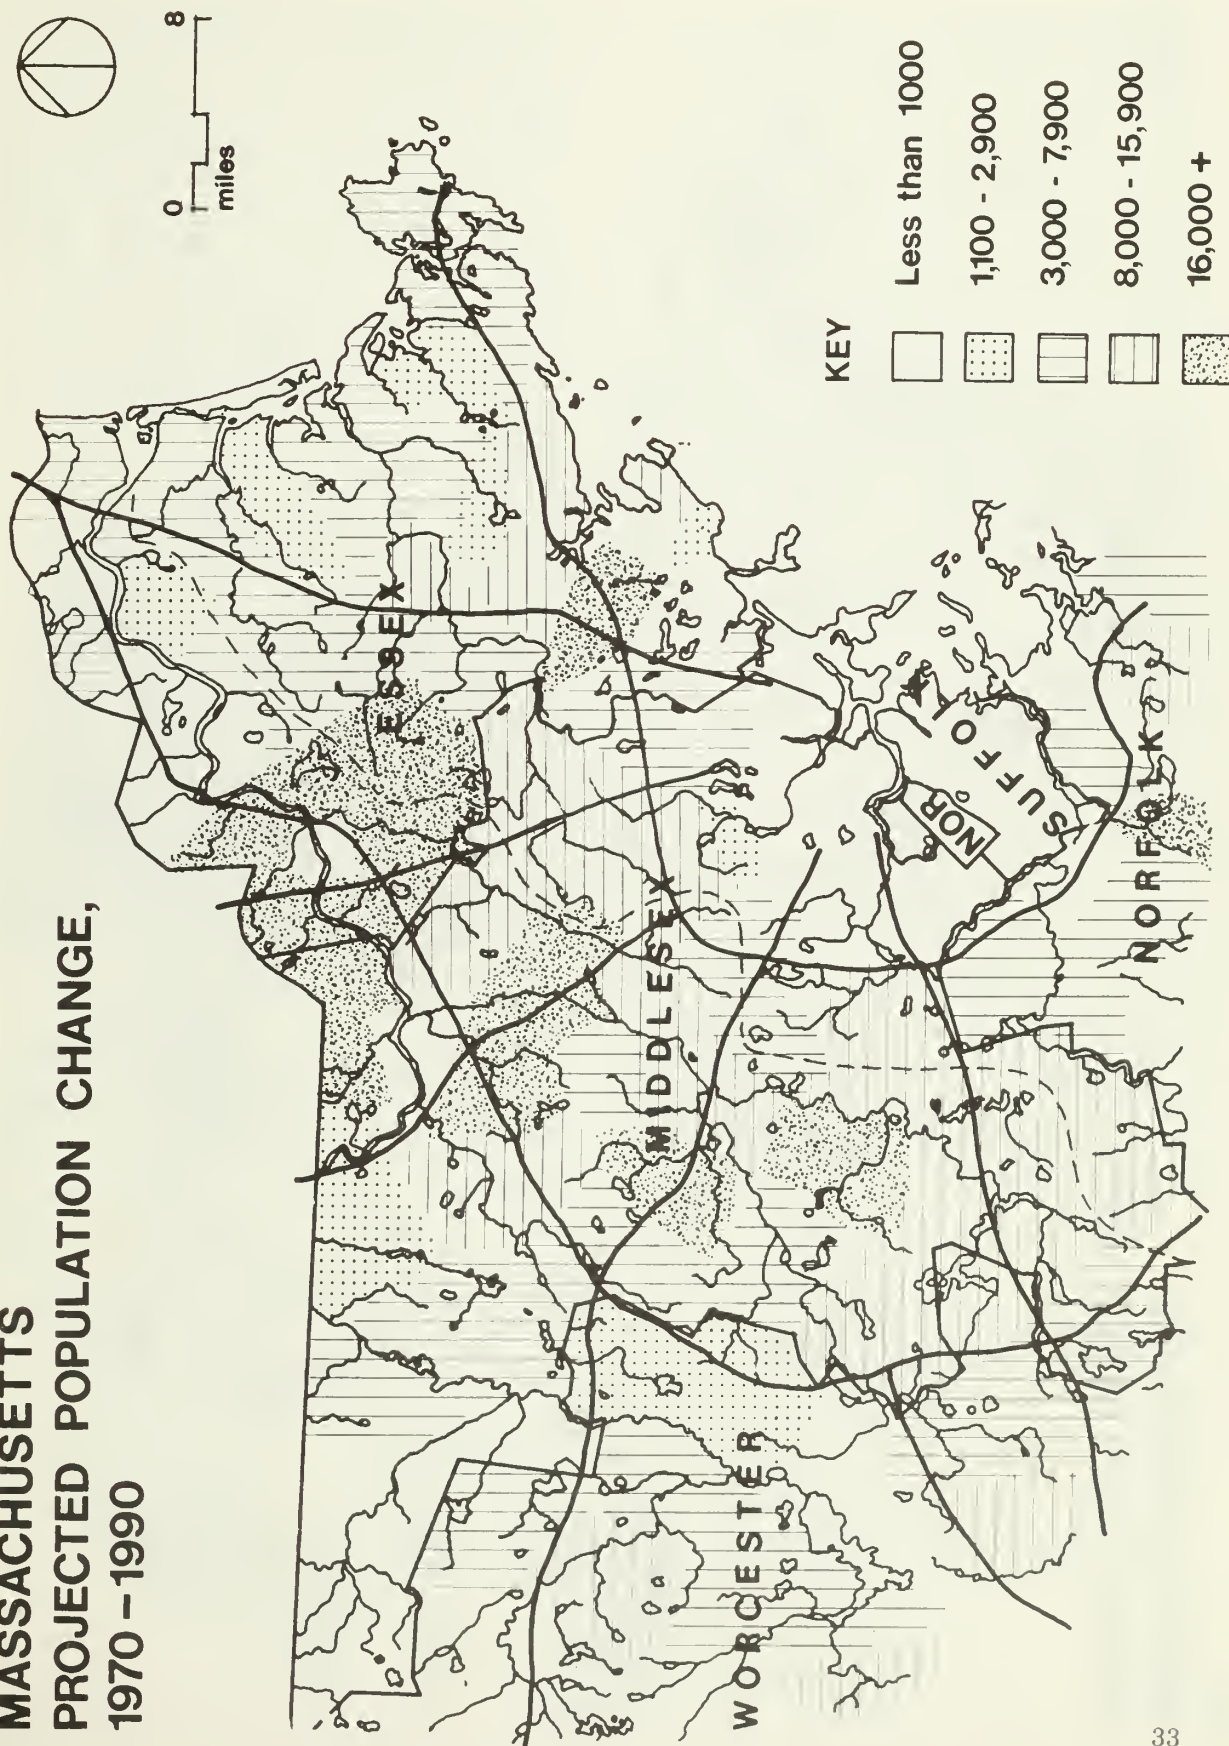 MASSACHUSETTS
PROJECTED POPULATION CHANGE,
1970 – 1990
0 8
miles
ESSEX
MIDDLESEX
SUFFOLK
NOR
NORFOLK
WORCESTER
KEY
Less than 1000
1,100 - 2,900
3,000 - 7,900
8,000 - 15,900
16,000 +
33